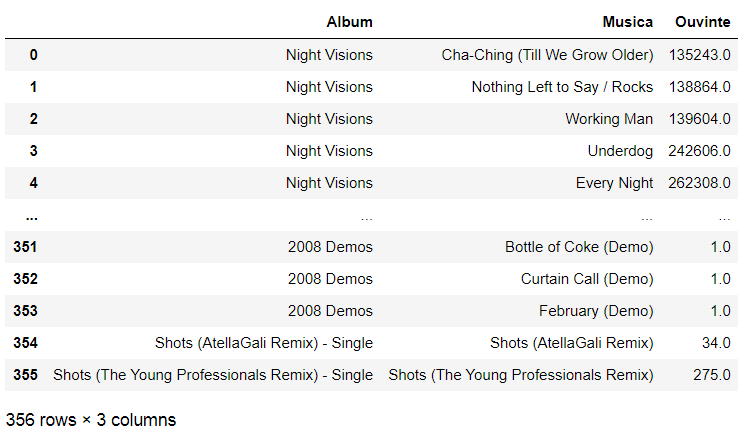 Album Musica Ouvinte
0 Night Visions Cha-Ching (Till We Grow Older) 135243.0
1 Night Visions Nothing Left to Say / Rocks 138864.0
2 Night Visions Working Man 139604.0
3 Night Visions Underdog 242606.0
4 Night Visions Every Night 262308.0
... ... ... ...
351 2008 Demos Bottle of Coke (Demo) 1.0
352 2008 Demos Curtain Call (Demo) 1.0
353 2008 Demos February (Demo) 1.0
354 Shots (AtellaGali Remix) - Single Shots (AtellaGali Remix) 34.0
355 Shots (The Young Professionals Remix) - Single Shots (The Young Professionals Remix) 275.0
356 rows × 3 columns